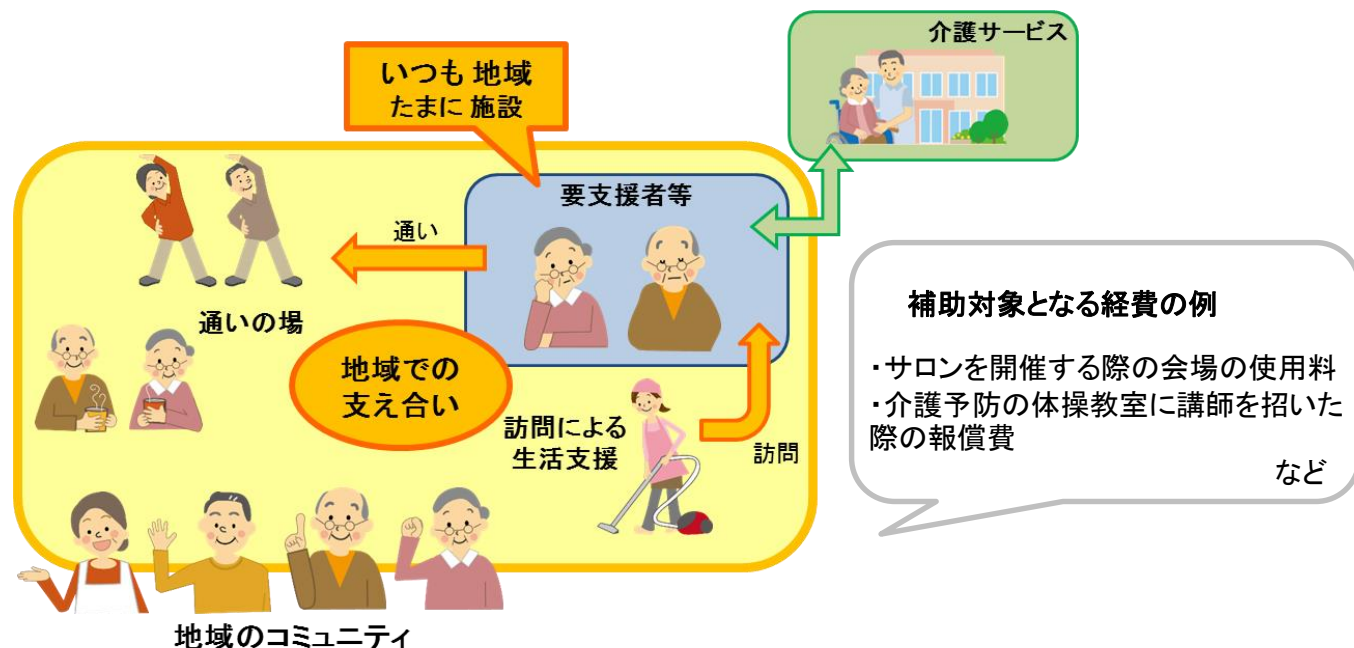 介護サービス
いつも 地域
たまに 施設
要支援者等
通い
通いの場
地域での
支え合い
訪問による
生活支援
訪問
地域のコミュニティ
補助対象となる経費の例
・サロンを開催する際の会場の使用料
・介護予防の体操教室に講師を招いた
際の報償費
など